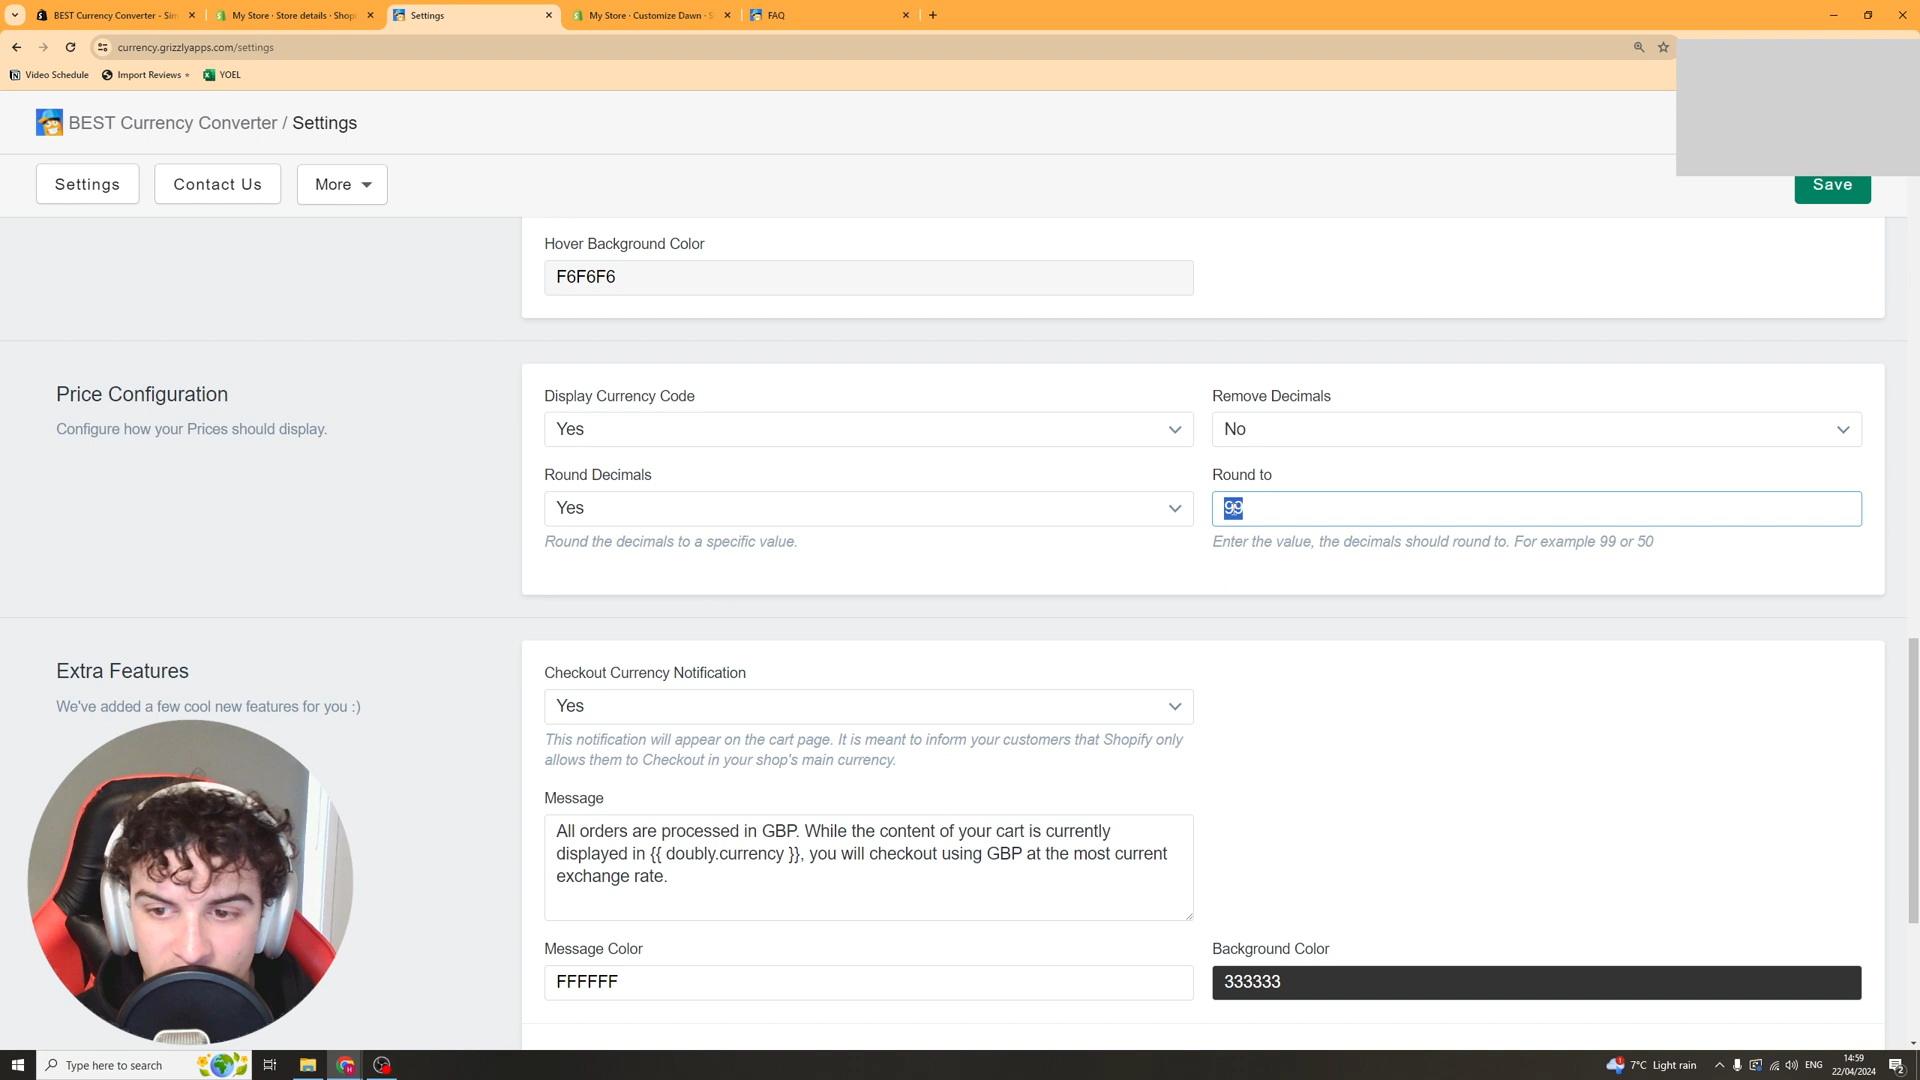 BEST Currency Converter - Sim
My Store · Store details · Shopi
Settings
My Store · Customize Dawn · S
FAQ
currency.grizzlyapps.com/settings
Video Schedule
Import Reviews
YOEL
BEST Currency Converter / Settings
Settings
Contact Us
More
Save
Hover Background Color
F6F6F6
Price Configuration
Configure how your Prices should display.
Display Currency Code
Yes
Remove Decimals
No
Round Decimals
Yes
Round the decimals to a specific value.
Round to
99
Enter the value, the decimals should round to. For example 99 or 50
Extra Features
We've added a few cool new features for you :)
Checkout Currency Notification
Yes
This notification will appear on the cart page. It is meant to inform your customers that Shopify only
allows them to Checkout in your shop's main currency.
Message
All orders are processed in GBP. While the content of your cart is currently
displayed in {{ doubly.currency }}, you will checkout using GBP at the most current
exchange rate.
Message Color
FFFFFF
Background Color
333333
Type here to search
7°C Light rain
ENG
14:59
22/04/2024